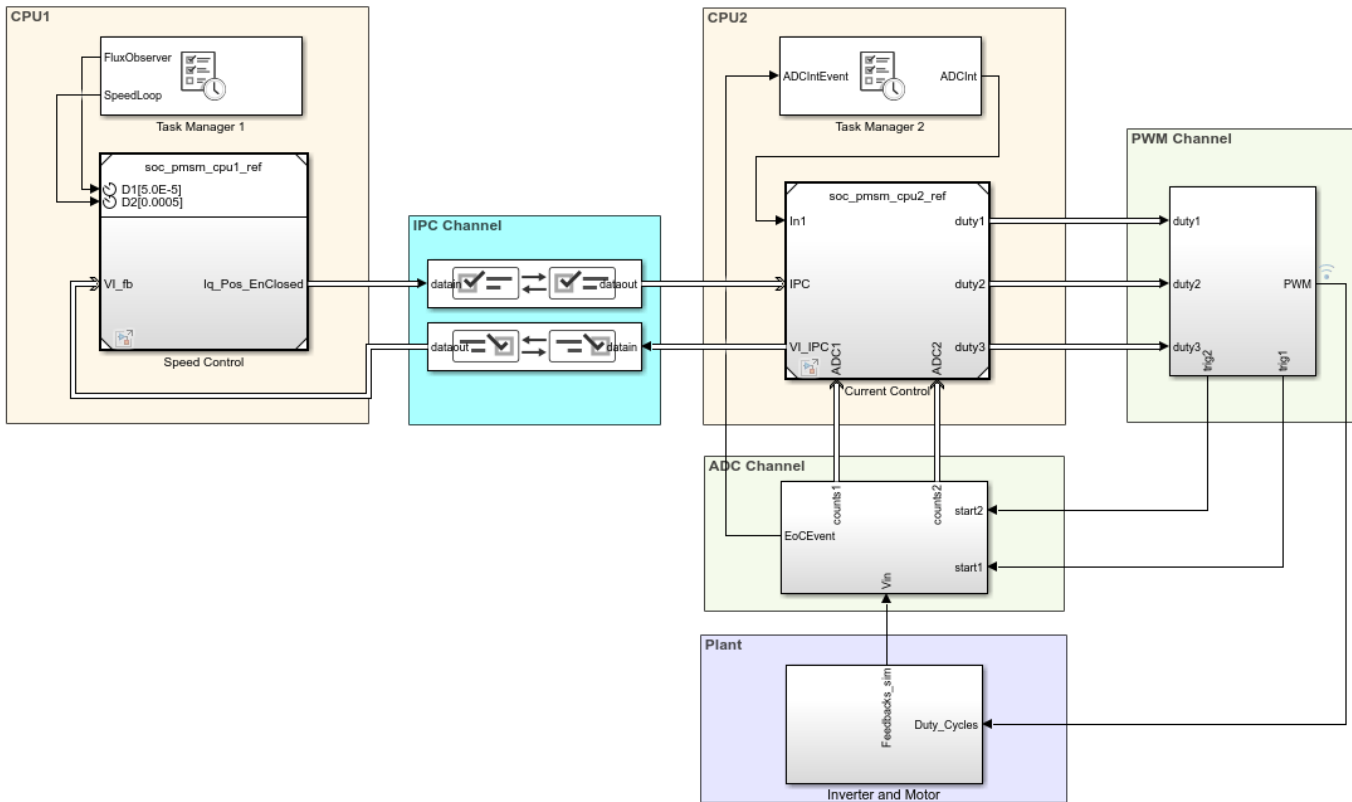 CPU1
FluxObserver
SpeedLoop
Task Manager 1
soc_pmsm_cpu1_ref
D1[5.0E-5]
D2[0.0005]
VI_fb
Iq_Pos_EnClosed
Speed Control
IPC Channel
datain
dataout
dataout
datain
CPU2
ADCIntEvent
ADCInt
Task Manager 2
soc_pmsm_cpu2_ref
In1
duty1
IPC
duty2
VI_IPC
duty3
ADC1
ADC2
Current Control
PWM Channel
duty1
duty2
PWM
duty3
trig2
trig1
ADC Channel
counts1
counts2
start2
EoCEvent
start1
Vin
Plant
Feedbacks_sim
Duty_Cycles
Inverter and Motor